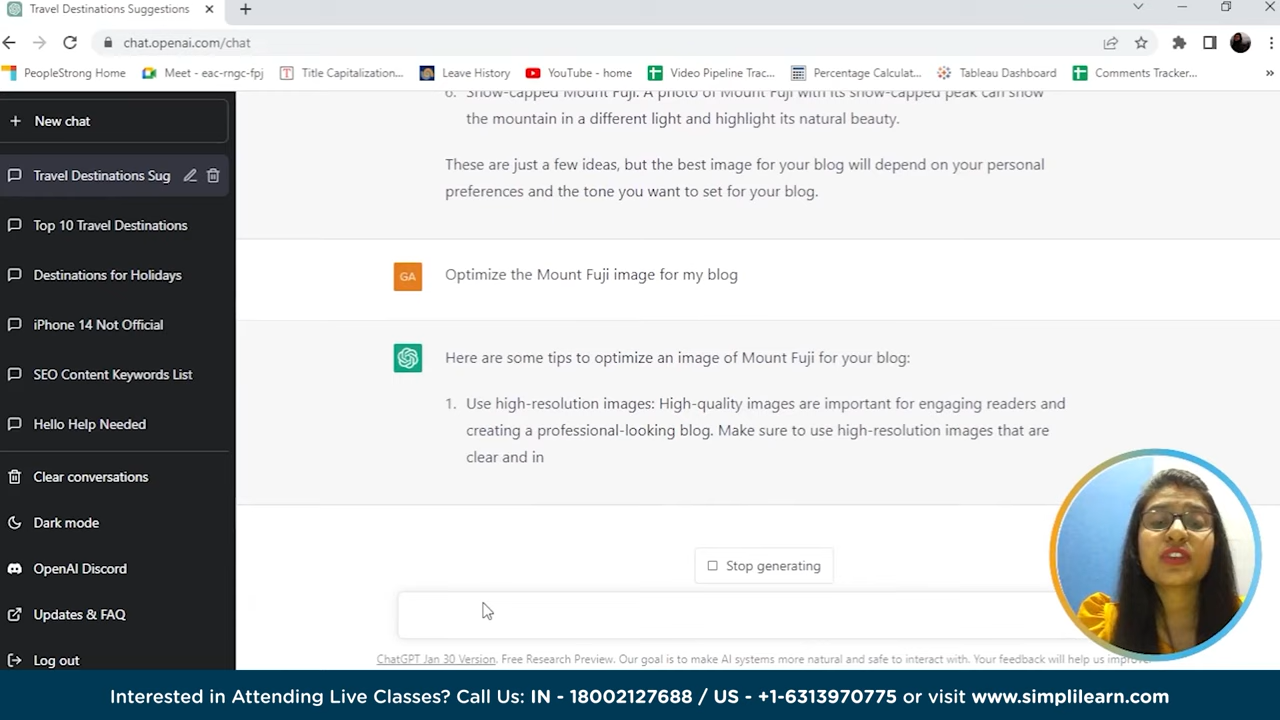 Travel Destinations Suggestions
chat.openai.com/chat
PeopleStrong Home Meet - eac-rngc-fpj Title Capitalization... Leave History YouTube - home Video Pipeline Trac... Percentage Calculat... Tableau Dashboard Comments Tracker...
New chat
Travel Destinations Sug
Top 10 Travel Destinations
Destinations for Holidays
iPhone 14 Not Official
SEO Content Keywords List
Hello Help Needed
Clear conversations
Dark mode
OpenAI Discord
Updates & FAQ
Log out
6. Snow-capped Mount Fuji: A photo of Mount Fuji with its snow-capped peak can show
the mountain in a different light and highlight its natural beauty.
These are just a few ideas, but the best image for your blog will depend on your personal
preferences and the tone you want to set for your blog.
GA Optimize the Mount Fuji image for my blog
Here are some tips to optimize an image of Mount Fuji for your blog:
1. Use high-resolution images: High-quality images are important for engaging readers and
creating a professional-looking blog. Make sure to use high-resolution images that are
clear and in
Stop generating
ChatGPT Jan 30 Version. Free Research Preview. Our goal is to make AI systems more natural and safe to interact with. Your feedback will help us
Interested in Attending Live Classes? Call Us: IN - 18002127688 / US - +1-6313970775 or visit www.simplilearn.com